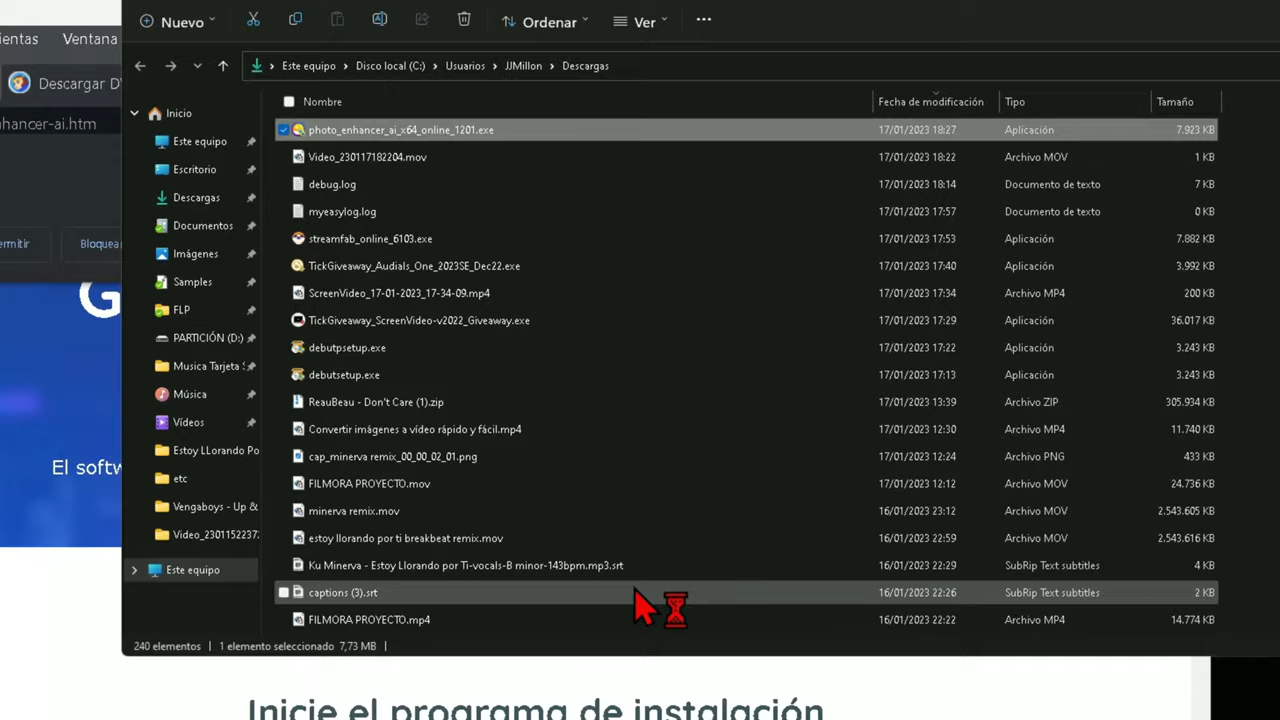 Nuevo
Ordenar
Ver
ientas Ventana
Descargar D
hancer-ai.htm
Este equipo > Disco local (C:) > Usuarios > JJMillon > Descargas
Nombre Fecha de modificación Tipo Tamaño
Inicio
Este equipo
Escritorio
Descargas
Documentos
Imágenes
Samples
FLP
PARTICIÓN (D:)
Musica Tarjeta S
Música
Vídeos
Estoy LLorando Po
etc
Vengaboys - Up &
Video_2301152237
Este equipo
photo_enhancer_ai_x64_online_1201.exe 17/01/2023 18:27 Aplicación 7.923 KB
Video_230117182204.mov 17/01/2023 18:22 Archivo MOV 1 KB
debug.log 17/01/2023 18:14 Documento de texto 7 KB
myeasylog.log 17/01/2023 17:57 Documento de texto 0 KB
streamfab_online_6103.exe 17/01/2023 17:53 Aplicación 7.882 KB
TickGiveaway_Audials_One_2023SE_Dec22.exe 17/01/2023 17:40 Aplicación 3.992 KB
ScreenVideo_17-01-2023_17-34-09.mp4 17/01/2023 17:34 Archivo MP4 200 KB
TickGiveaway_ScreenVideo-v2022_Giveaway.exe 17/01/2023 17:29 Aplicación 36.017 KB
debutpsetup.exe 17/01/2023 17:22 Aplicación 3.243 KB
debutsetup.exe 17/01/2023 17:13 Aplicación 3.243 KB
ReauBeau - Don't Care (1).zip 17/01/2023 13:39 Archivo ZIP 305.934 KB
Convertir imágenes a vídeo rápido y fácil.mp4 17/01/2023 12:30 Archivo MP4 11.740 KB
cap_minerva remix_00_00_02_01.png 17/01/2023 12:24 Archivo PNG 433 KB
FILMORA PROYECTO.mov 17/01/2023 12:12 Archivo MOV 24.736 KB
minerva remix.mov 16/01/2023 23:12 Archivo MOV 2.543.605 KB
estoy llorando por ti breakbeat remix.mov 16/01/2023 22:59 Archivo MOV 2.543.616 KB
Ku Minerva - Estoy Llorando por Ti-vocals-B minor-143bpm.mp3.srt 16/01/2023 22:29 SubRip Text subtitles 4 KB
captions (3).srt 16/01/2023 22:26 SubRip Text subtitles 2 KB
FILMORA PROYECTO.mp4 16/01/2023 22:22 Archivo MP4 14.774 KB
240 elementos | 1 elemento seleccionado 7,73 MB |
ermitir Bloquea
G
El softw
Inicie el programa de instalación